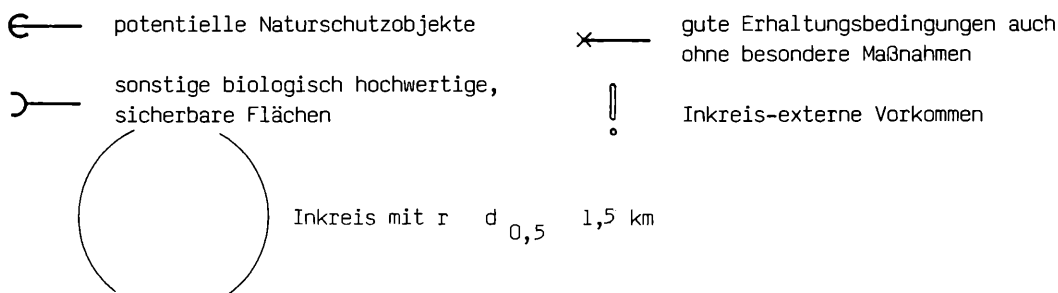 potentielle Naturschutzobjekte
sonstige biologisch hochwertige,
sicherbare Flächen
gute Erhaltungsbedingungen auch
ohne besondere Maßnahmen
Inkreis-externe Vorkommen
Inkreis mit r d 0,5 1,5 km